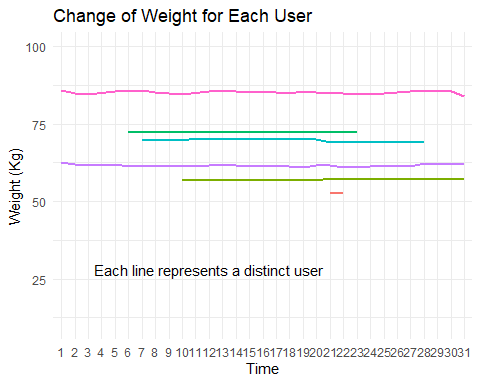 Change of Weight for Each User
100
75
50
25
Weight (Kg)
Each line represents a distinct user
1 2 3 4 5 6 7 8 9 10 11 12 13 14 15 16 17 18 19 20 21 22 23 24 25 26 27 28 29 30 31
Time